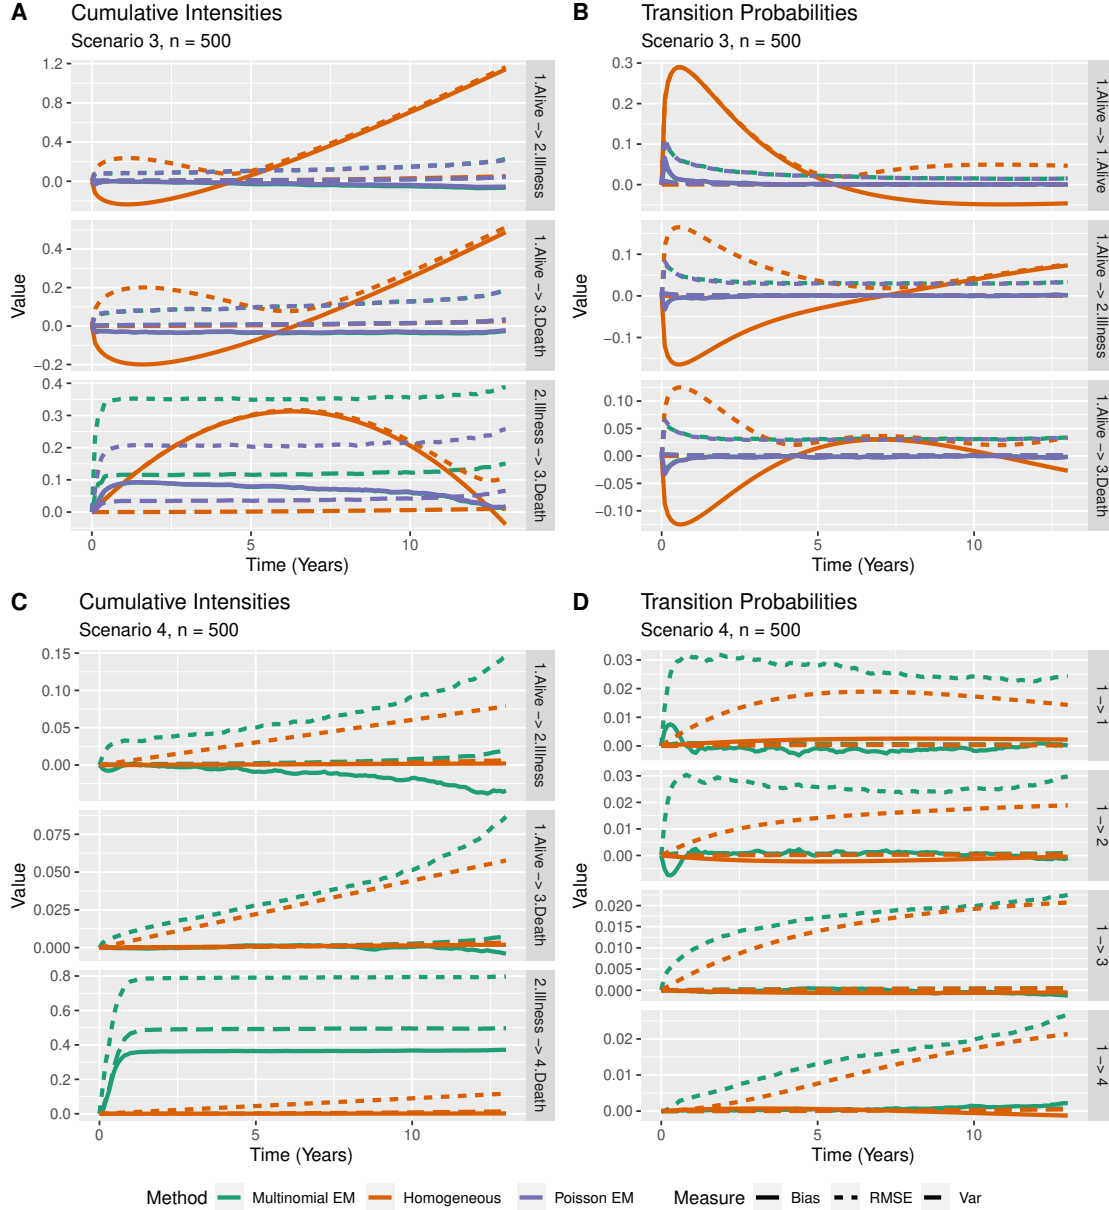 A
Cumulative Intensities
Scenario 3, n = 500
1.2
0.8
0.4
0.0
1.Alive −> 2.Illness
0.4
0.2
0.0
−0.2
1.Alive −> 3.Death
0.4
0.3
0.2
0.1
0.0
2.Illness −> 3.Death
Value
0
5
10
Time (Years)
B
Transition Probabilities
Scenario 3, n = 500
0.3
0.2
0.1
0.0
1.Alive −> 1.Alive
0.1
0.0
−0.1
1.Alive −> 2.Illness
0.10
0.05
0.00
−0.05
−0.10
1.Alive −> 3.Death
Value
0
5
10
Time (Years)
C
Cumulative Intensities
Scenario 4, n = 500
0.15
0.10
0.05
0.00
1.Alive −> 2.Illness
0.075
0.050
0.025
0.000
1.Alive −> 3.Death
0.8
0.6
0.4
0.2
0.0
2.Illness −> 4.Death
Value
0
5
10
Time (Years)
D
Transition Probabilities
Scenario 4, n = 500
0.03
0.02
0.01
0.00
1 −> 1
0.03
0.02
0.01
0.00
1 −> 2
0.020
0.015
0.010
0.005
0.000
1 −> 3
0.02
0.01
0.00
1 −> 4
Value
0
5
10
Time (Years)
Method Multinomial EM Homogeneous Poisson EM Measure Bias RMSE Var